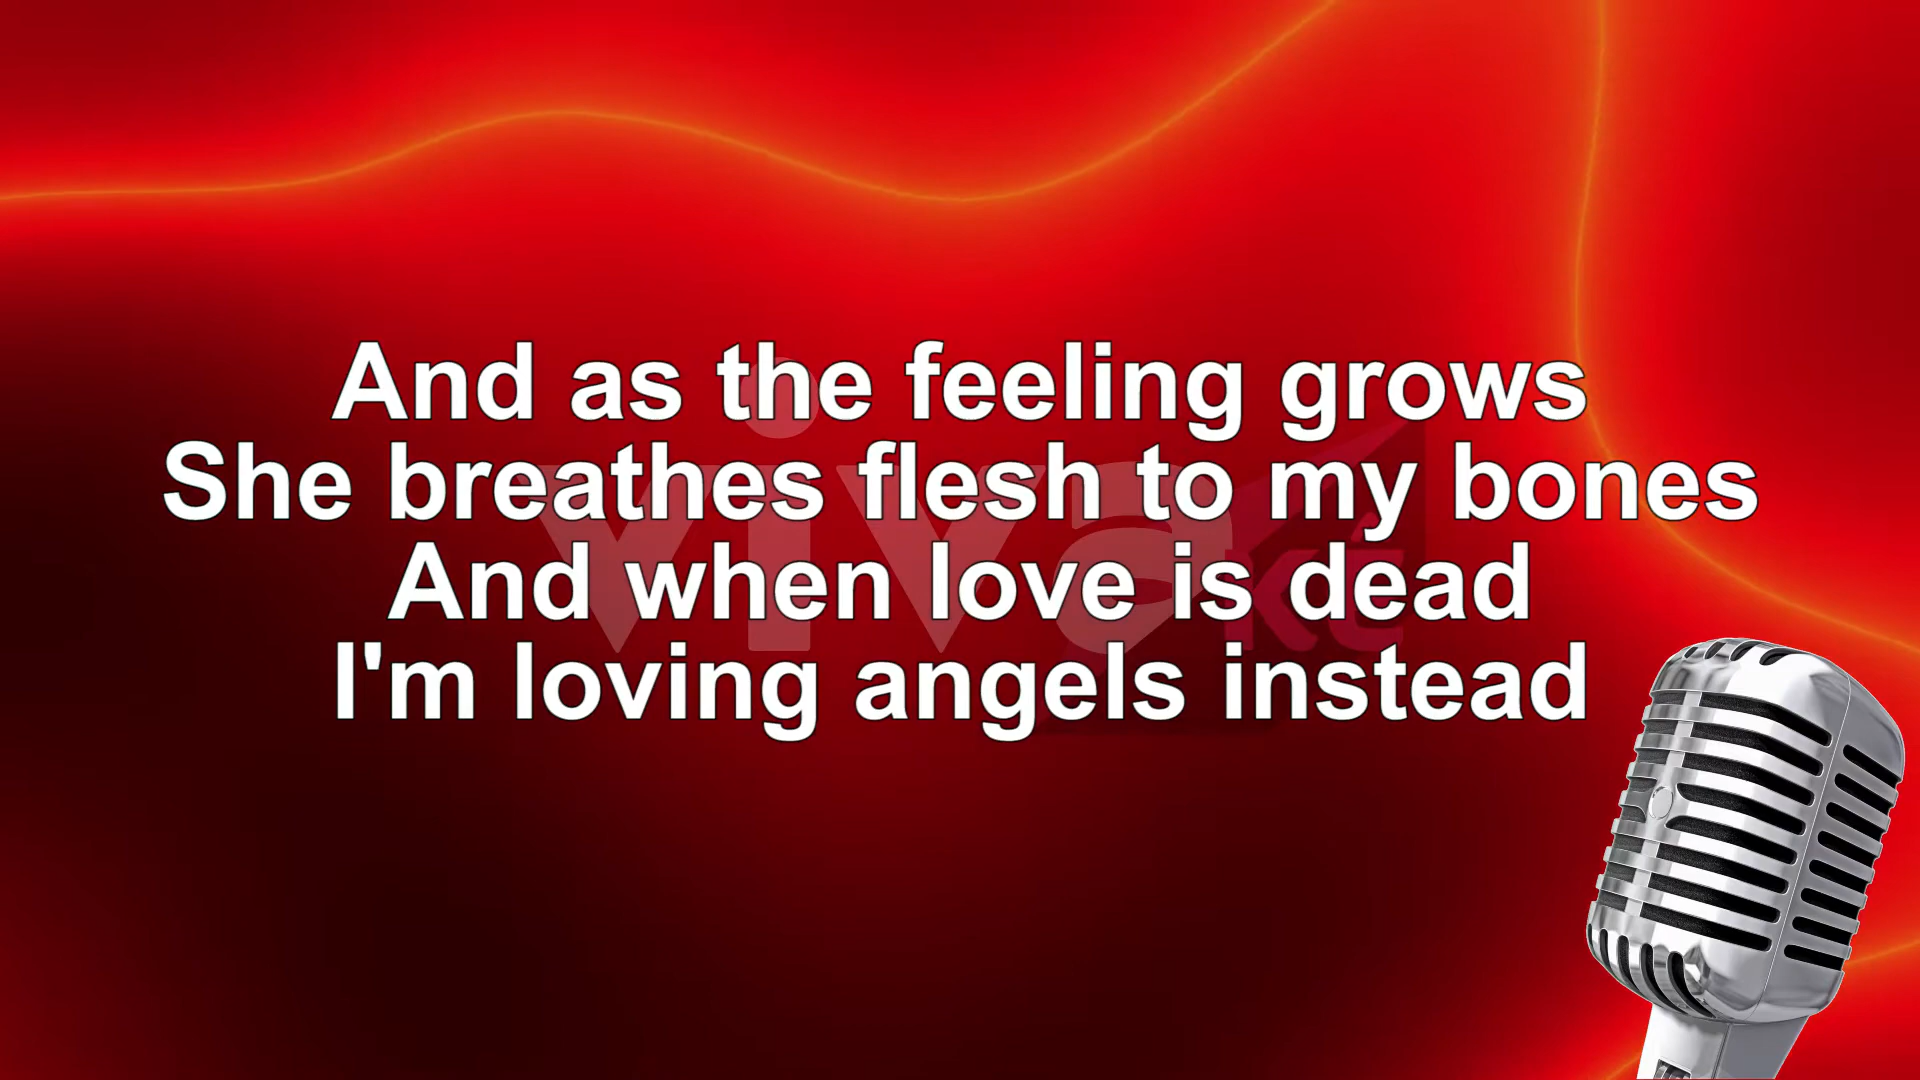 And as the feeling grows
She breathes flesh to my bones
And when love is dead
I'm loving angels instead
viva